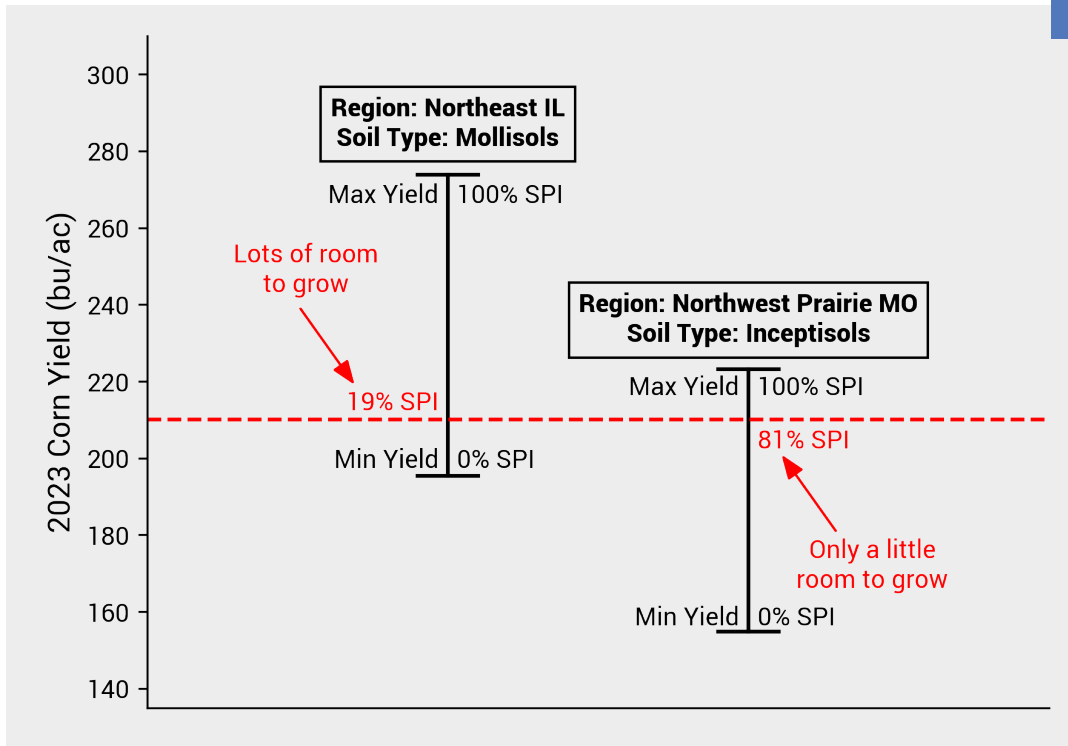 2023 Corn Yield (bu/ac)
300
280
260
240
220
200
180
160
140
Region: Northeast IL
Soil Type: Mollisols
Max Yield 100% SPI
Lots of room
to grow
19% SPI
Min Yield 0% SPI
Region: Northwest Prairie MO
Soil Type: Inceptisols
Max Yield 100% SPI
81% SPI
Only a little
room to grow
Min Yield 0% SPI